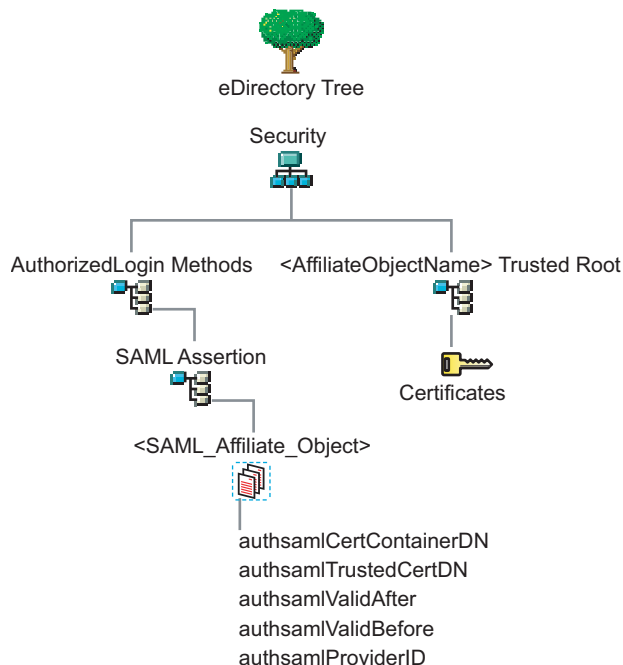 eDirectory Tree
Security
AuthorizedLogin Methods
<AffiliateObjectName> Trusted Root
SAML Assertion
Certificates
<SAML_Affiliate_Object>
authsamlCertContainerDN
authsamlTrustedCertDN
authsamlValidAfter
authsamlValidBefore
authsamlProviderID